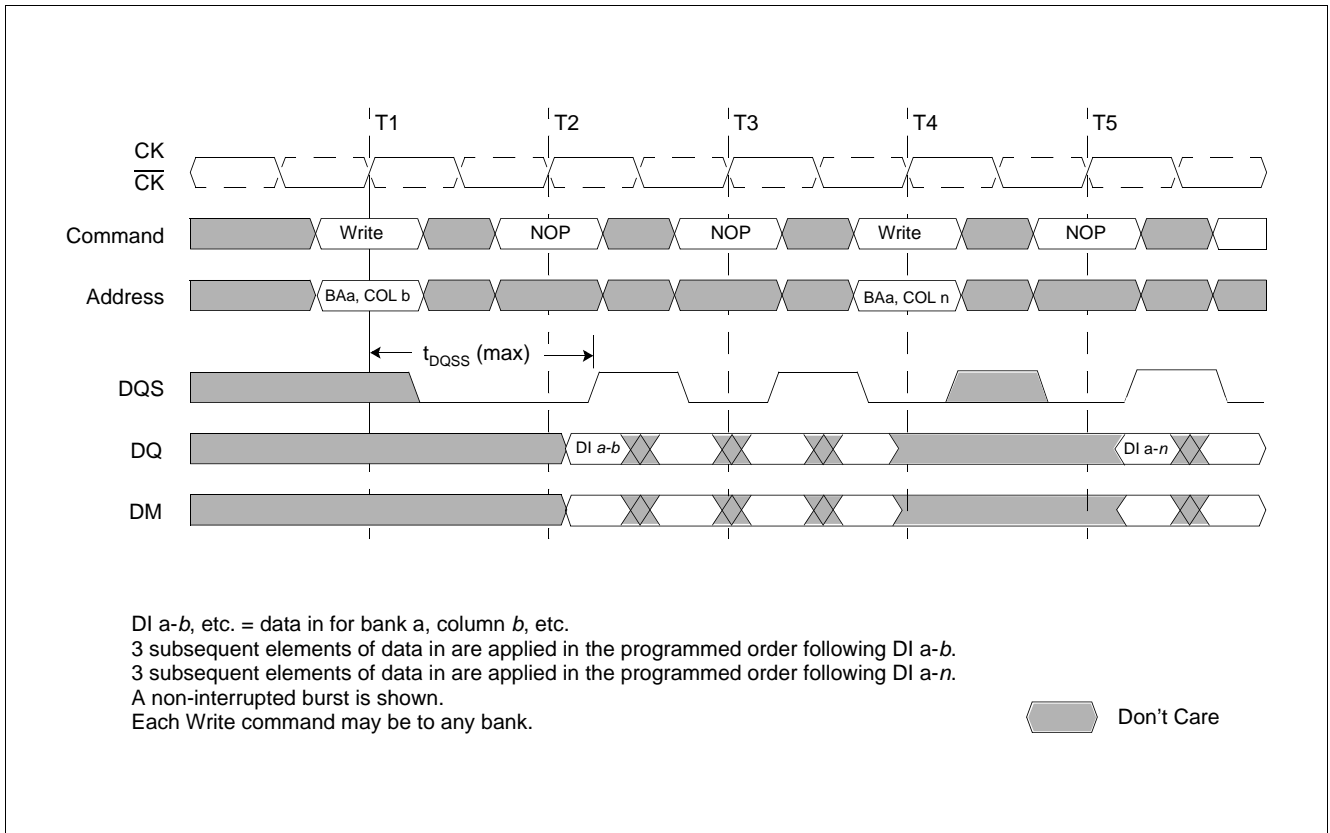 T1 T2 T3 T4 T5
CK
CK
Command Write NOP NOP Write NOP
Address BAa, COL b BAa, COL n
tDQSS (max)
DQS
DQ DI a-b DI a-n
DM
DI a-b, etc. = data in for bank a, column b, etc.
3 subsequent elements of data in are applied in the programmed order following DI a-b.
3 subsequent elements of data in are applied in the programmed order following DI a-n.
A non-interrupted burst is shown.
Each Write command may be to any bank.
Don't Care